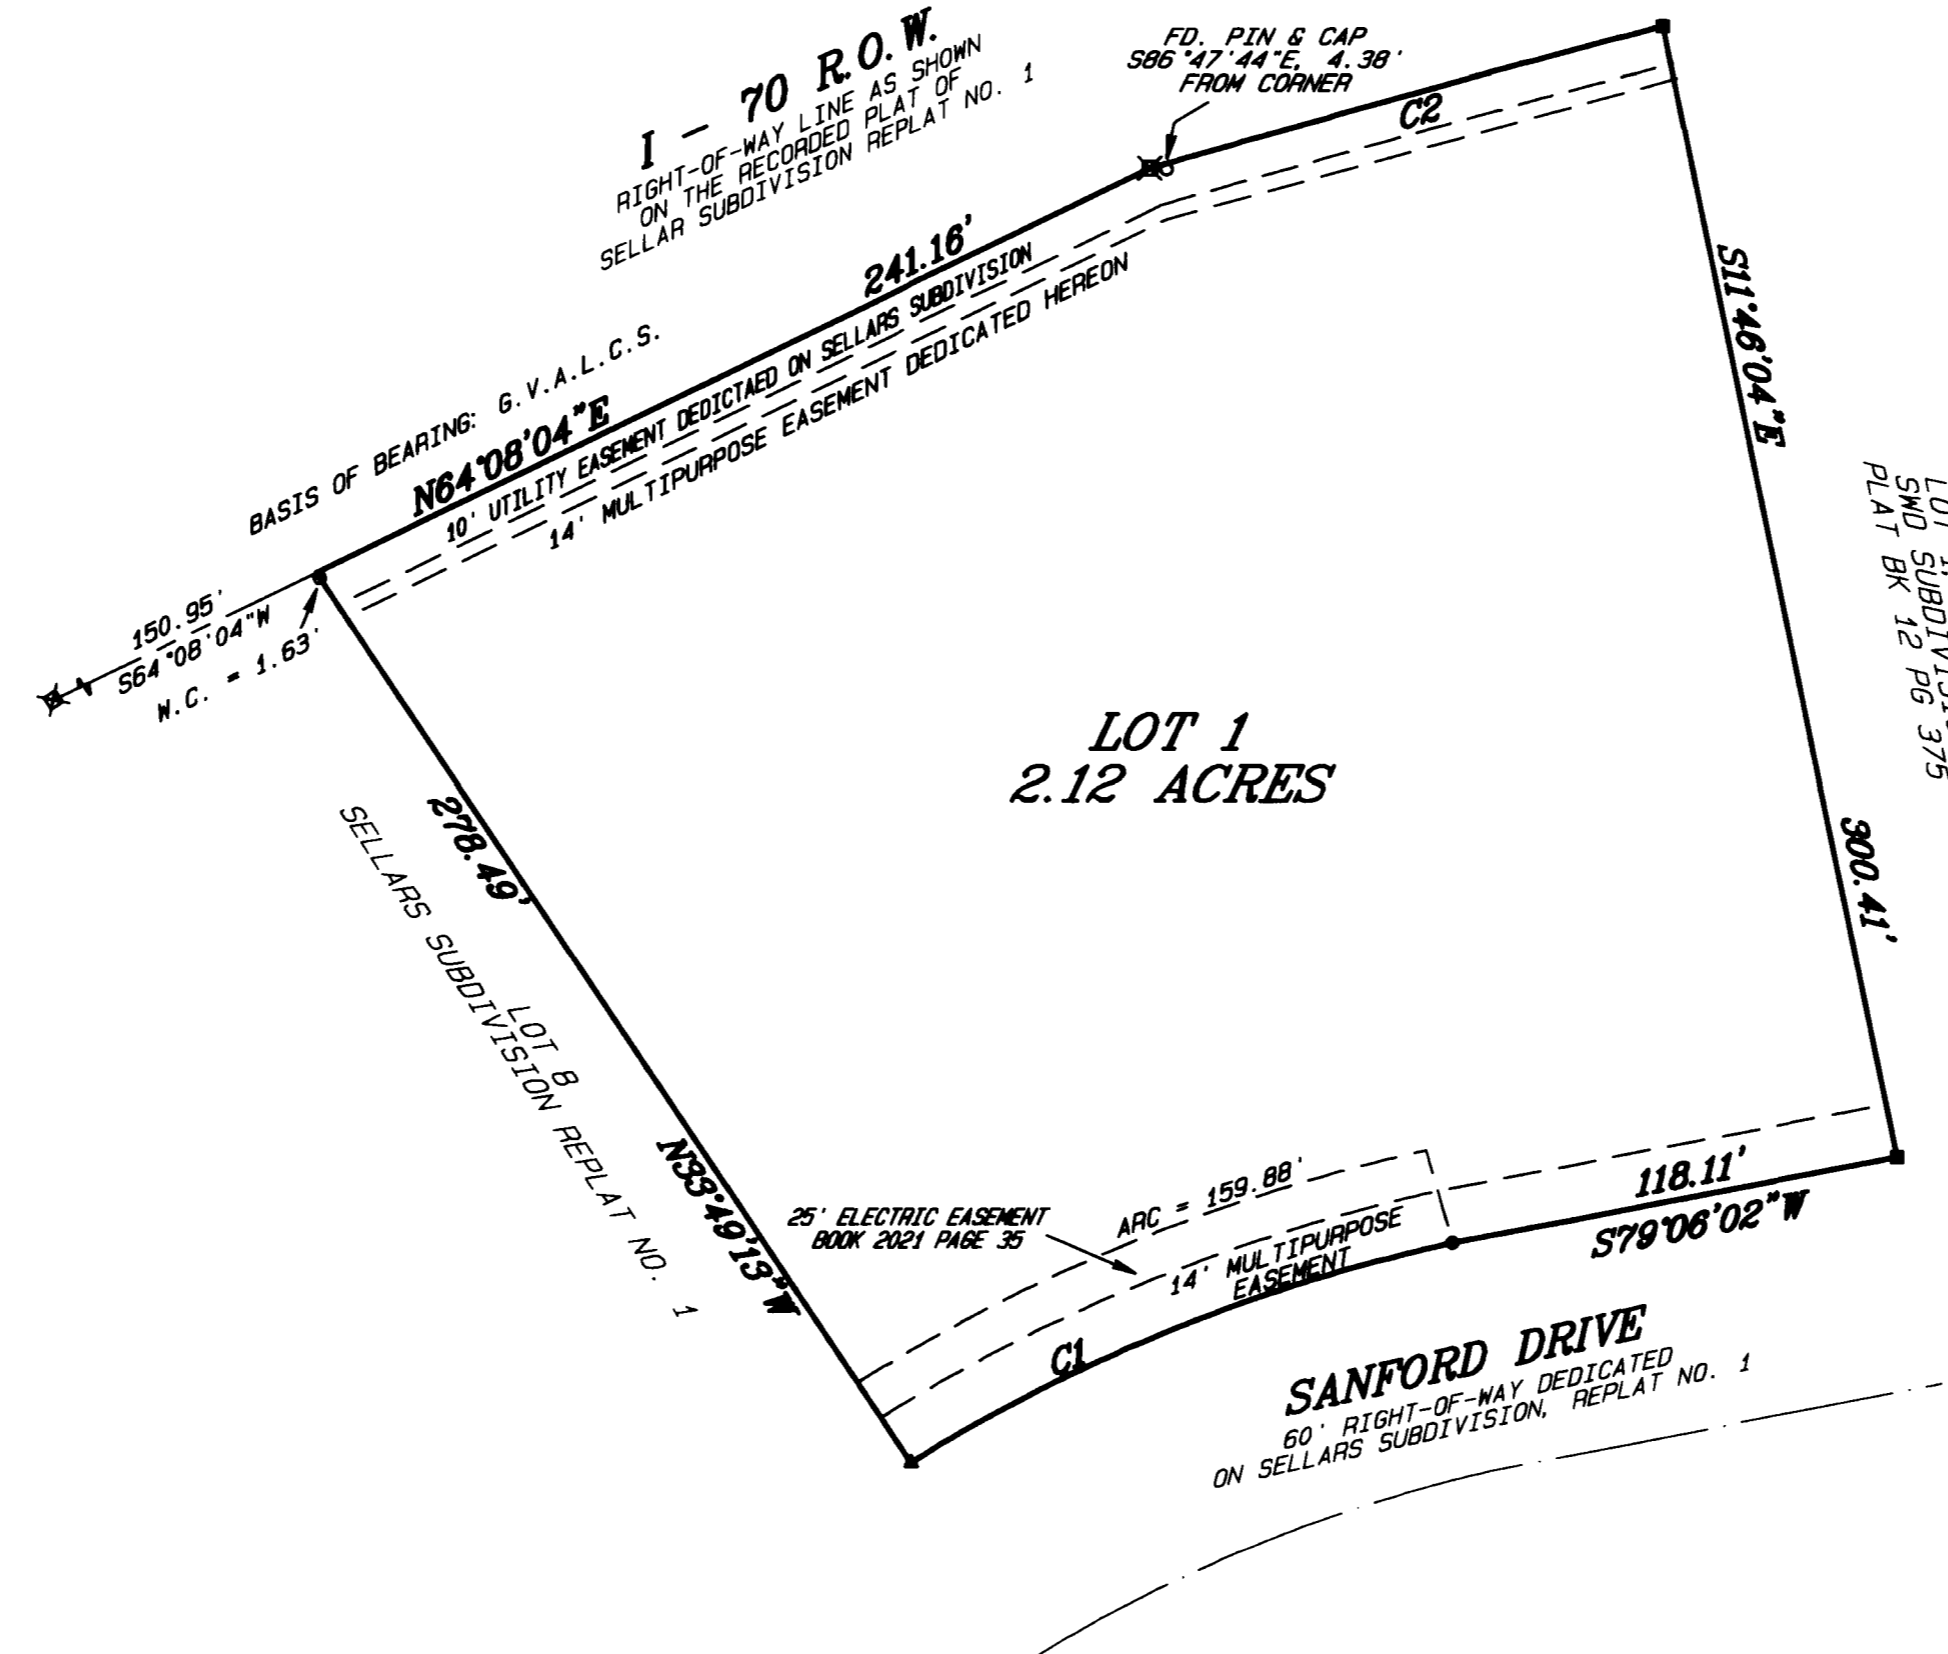 I - 70 R.O.W.
RIGHT-OF-WAY LINE AS SHOWN
ON THE RECORDED PLAT OF
SELLAR SUBDIVISION REPLAT NO. 1
FD. PIN & CAP
S86°47'44"E, 4.38'
FROM CORNER
C2
241.16'
BASIS OF BEARING: G.V.A.L.C.S.
N64°08'04"E
10' UTILITY EASEMENT DEDICTAED ON SELLARS SUBDIVISION
14' MULTIPURPOSE EASEMENT DEDICATED HEREON
S11°46'04"E
300.41'
150.95'
S64°08'04"W
W.C. = 1.63'
SWD SUBDIVISI
PLAT BK 12 PG 375
LOT 1
2.12 ACRES
278.49'
N33°49'13"W
LOT 8
SELLARS SUBDIVISION REPLAT NO. 1
25' ELECTRIC EASEMENT
BOOK 2021 PAGE 35
ARC = 159.88'
14' MULTIPURPOSE
EASEMENT
C1
118.11'
S79°06'02"W
SANFORD DRIVE
60' RIGHT-OF-WAY DEDICATED
ON SELLARS SUBDIVISION, REPLAT NO. 1